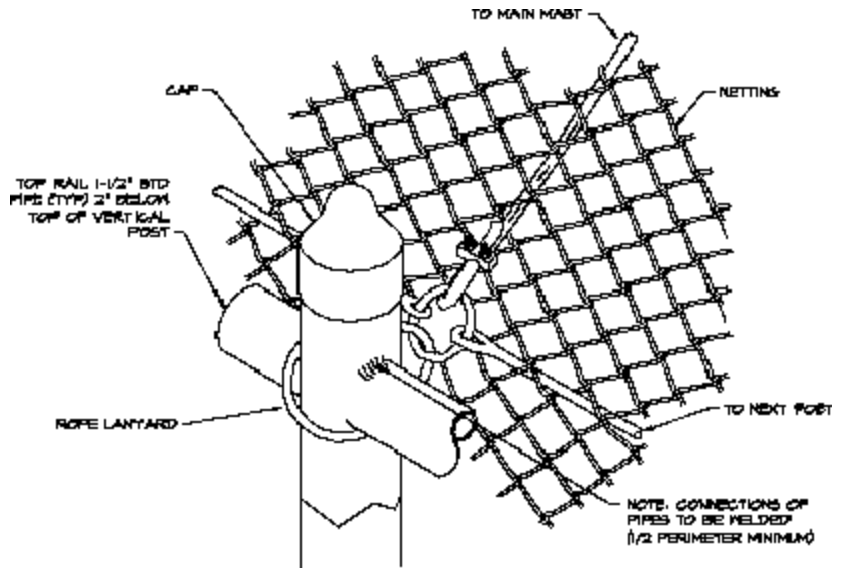 TO MAIN MAST
CAP
NETTING
TOP RAIL 1-1/2" STD
PIPE (TYP) 2" BELOW
TOP OF VERTICAL
POST
ROPE LANYARD
TO NEXT POST
NOTE: CONNECTIONS OF
PIPES TO BE WELDED
(1/2 PERIMETER MINIMUM)